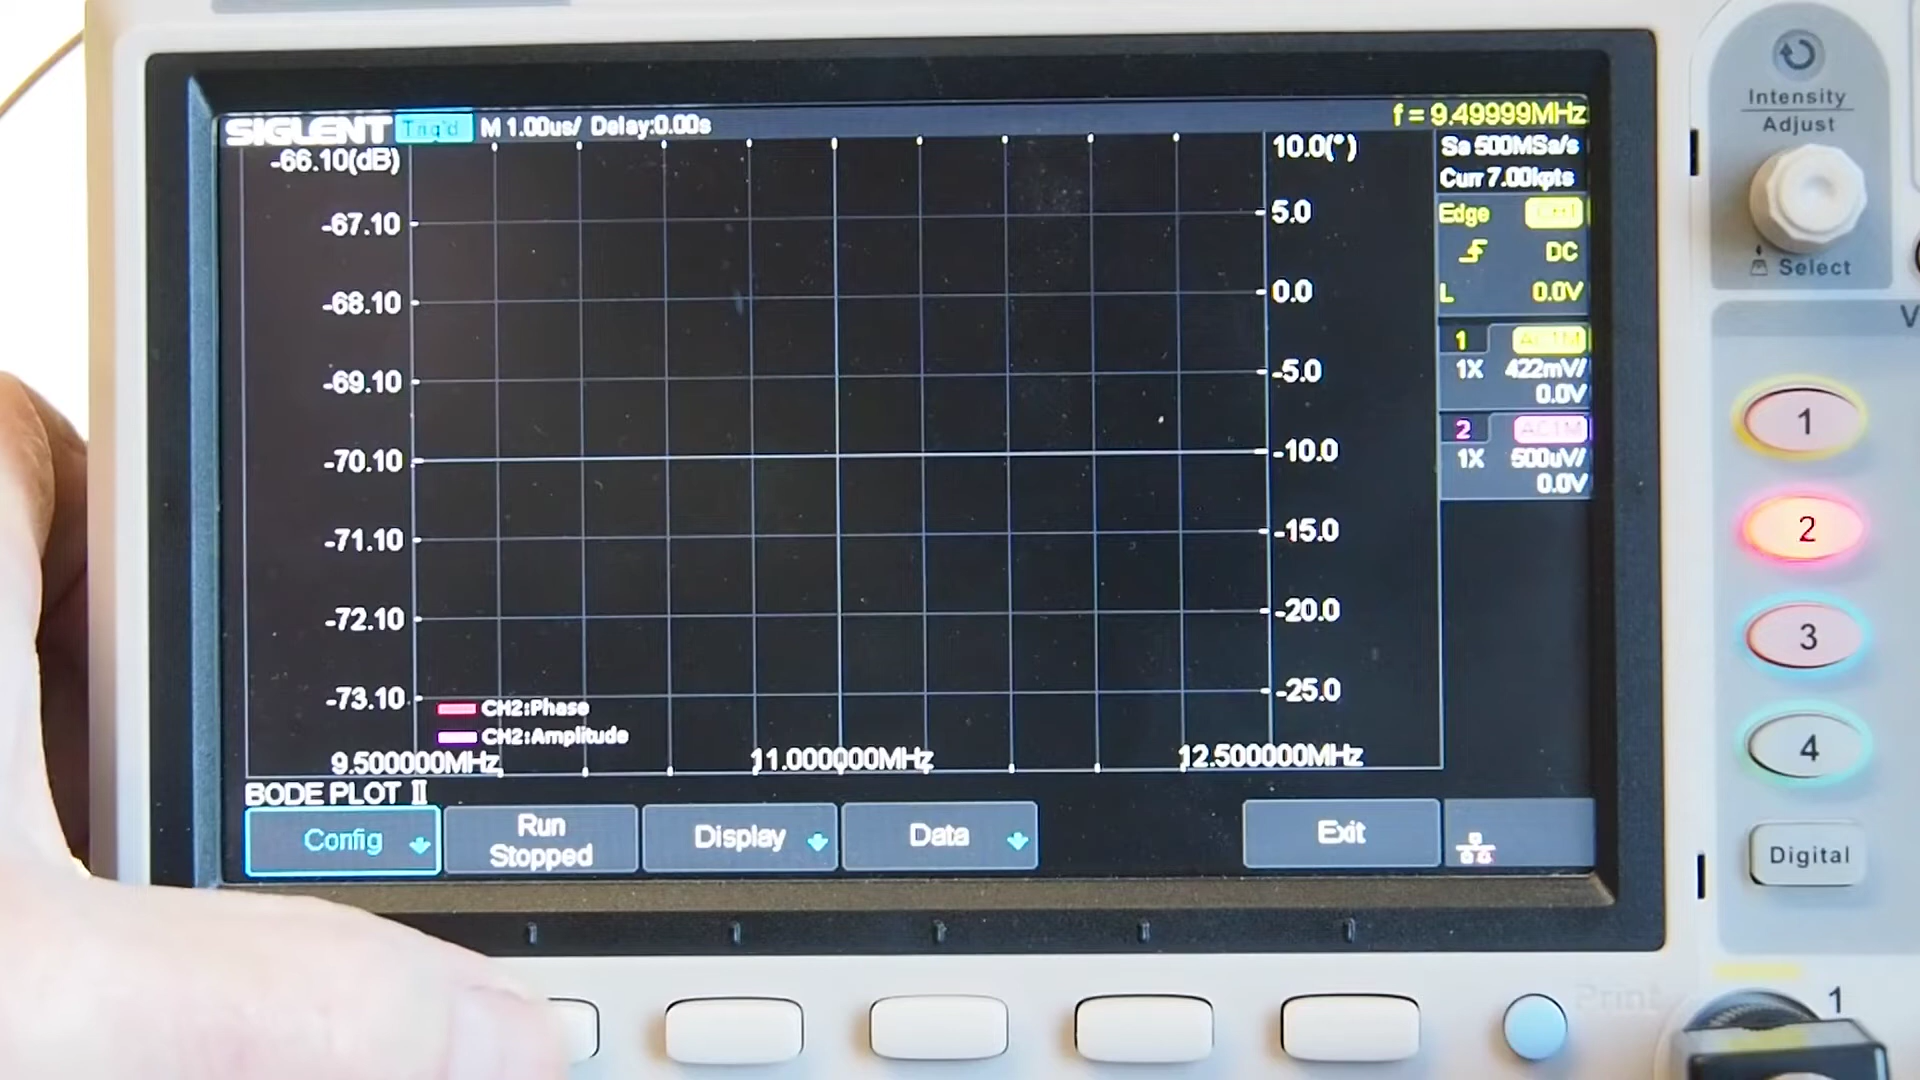 SIGLENT Trig'd M 1.00us/ Delay:0.00s f = 9.49999MHz
-66.10(dB) 10.0(°) Sa 500MSa/s
Curr 7.00kpts
-67.10 5.0 Edge
DC
-68.10 0.0 L 0.0V
1
-69.10 -5.0 1X 422mV/
0.0V
2 AC1M
-70.10 -10.0 1X 500uV/
0.0V
-71.10 -15.0
-72.10 -20.0
-73.10 -25.0
CH2:Phase
CH2:Amplitude
9.500000MHz 11.000000MHz 12.500000MHz
BODE PLOT II
Config Run Stopped Display Data Exit
Intensity
Adjust
Select
V
1
2
3
4
Digital
Print
1